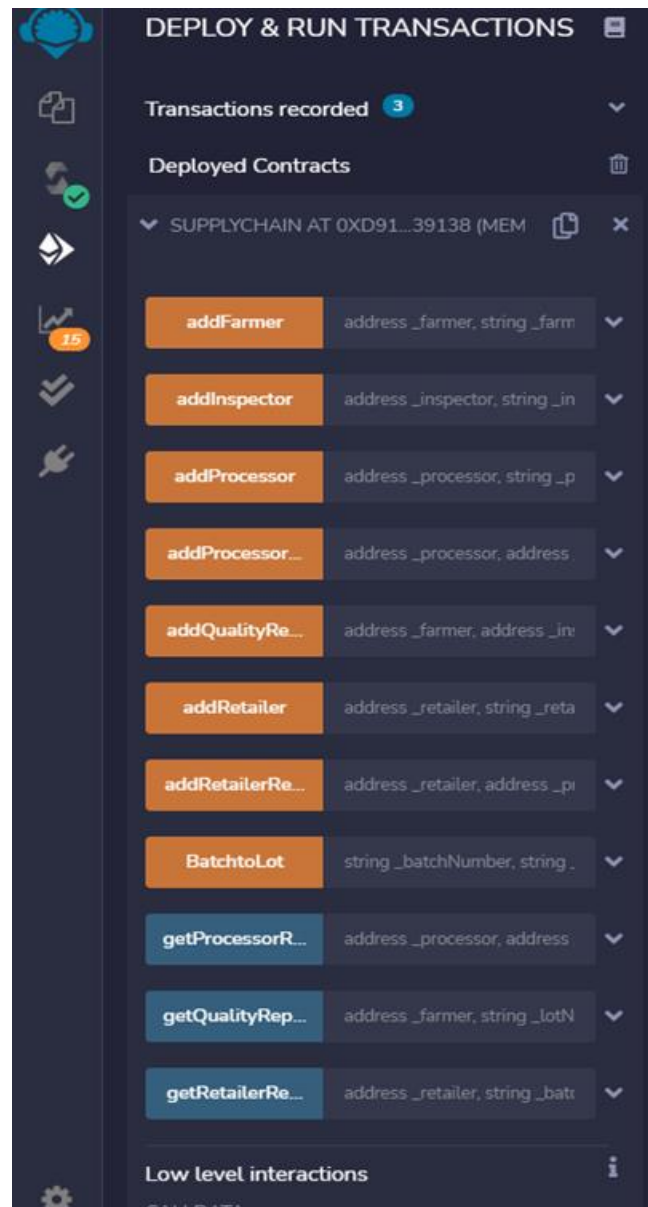 DEPLOY & RUN TRANSACTIONS
Transactions recorded 3
Deployed Contracts
SUPPLYCHAIN AT 0XD91...39138 (MEM
addFarmer address _farmer, string _farm
15
addInspector address _inspector, string _in
addProcessor address _processor, string _p
addProcessor... address _processor, address
addQualityRe... address _farmer, address _in
addRetailer address _retailer, string _reta
addRetailerRe... address _retailer, address _p
BatchtoLot string _batchNumber, string _
getProcessorR... address _processor, address
getQualityRep... address _farmer, string _lotN
getRetailerRe... address _retailer, string _bat
Low level interactions
i